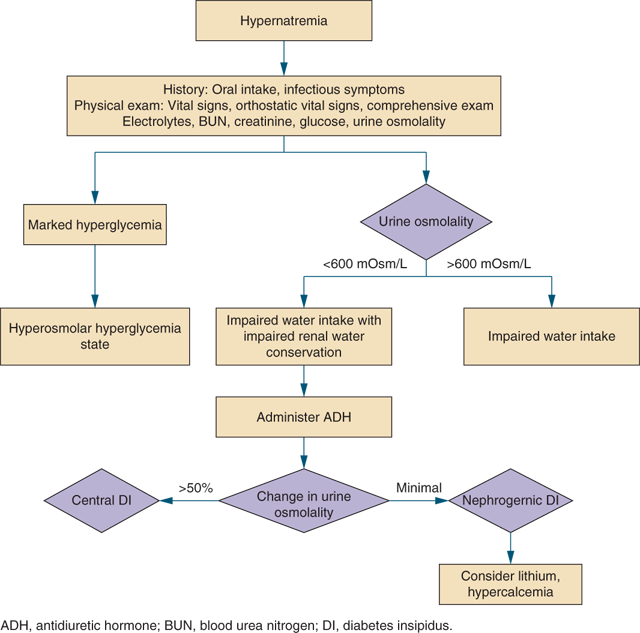 Hypernatremia
History: Oral intake, infectious symptoms
Physical exam: Vital signs, orthostatic vital signs, comprehensive exam
Electrolytes, BUN, creatinine, glucose, urine osmolality
Marked hyperglycemia
Urine osmolality
<600 mOsm/L
>600 mOsm/L
Hyperosmolar hyperglycemia
state
Impaired water intake with
impaired renal water
conservation
Impaired water intake
Administer ADH
Central DI
>50%
Change in urine
osmolality
Minimal
Nephrogernic DI
Consider lithium,
hypercalcemia
ADH, antidiuretic hormone; BUN, blood urea nitrogen; DI, diabetes insipidus.